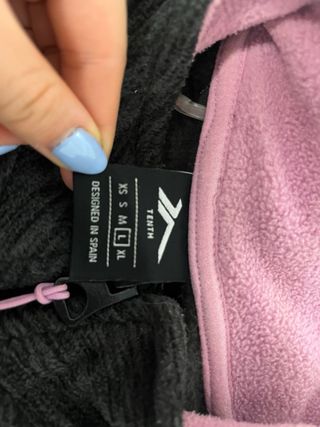 TENTH
XS S M L XL
DESIGNED IN SPAIN